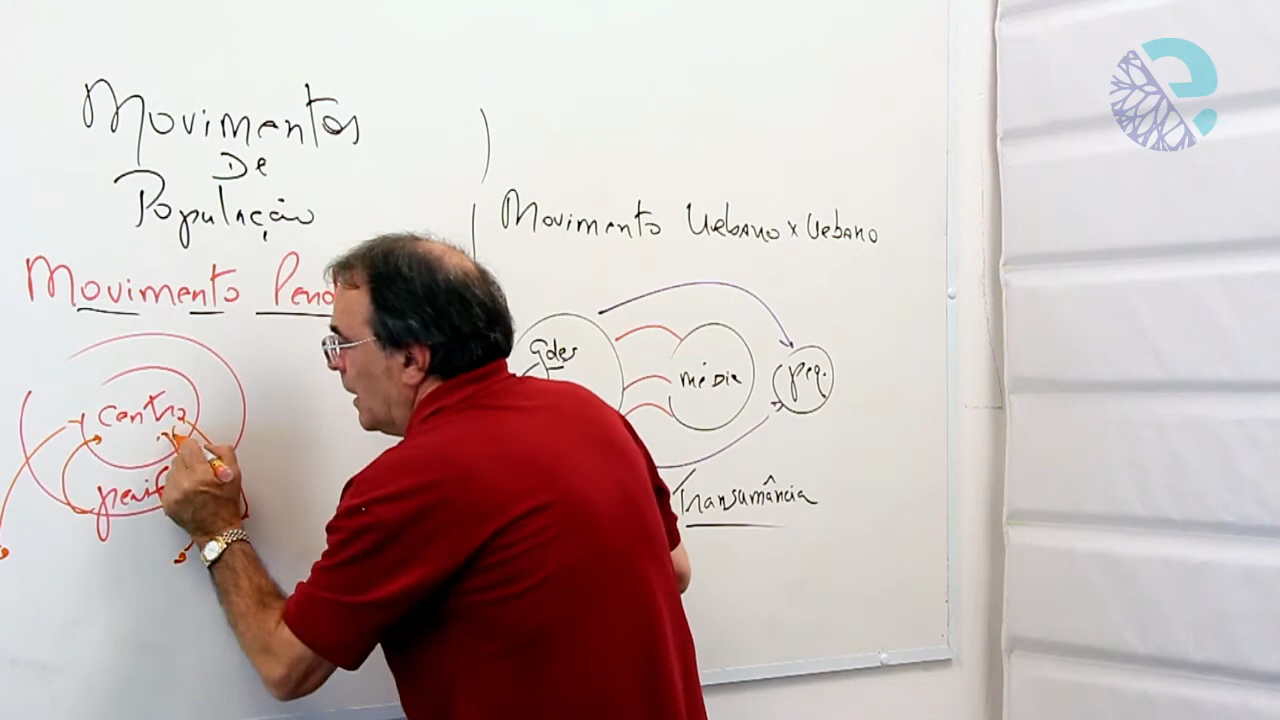 Movimentos
De
População
Movimento Pend
centro
perif
Movimento Urbano x Urbano
Gdes
média
peq.
Transumância